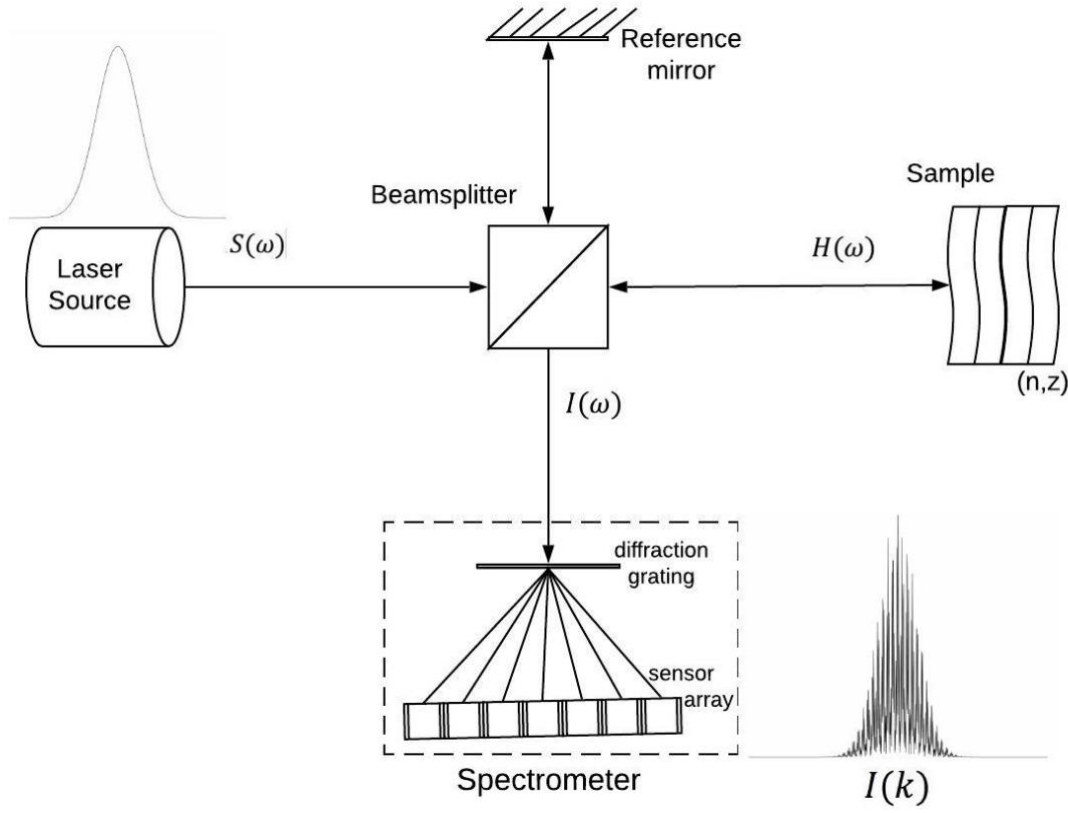 Reference
mirror
Beamsplitter
Sample
Laser
Source
S(ω)
H(ω)
(n,z)
I(ω)
diffraction
grating
sensor
array
Spectrometer
I(k)